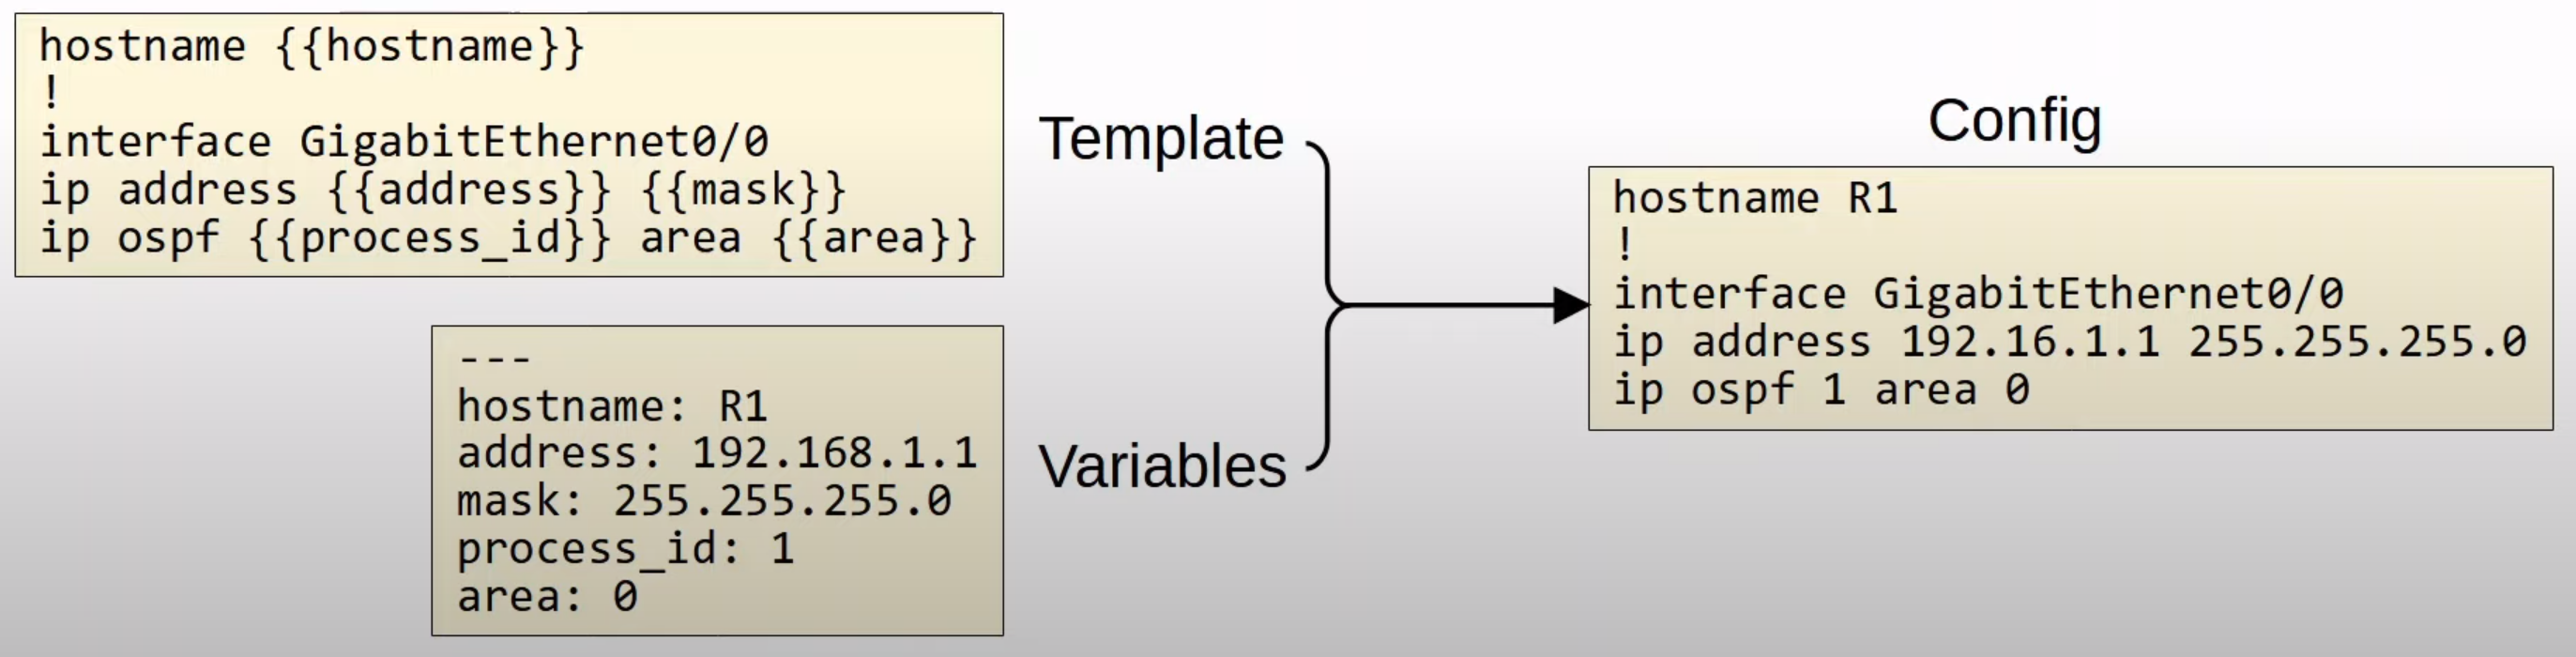 hostname {{hostname}}
!
interface GigabitEthernet0/0
ip address {{address}} {{mask}}
ip ospf {{process_id}} area {{area}}
Template
---
hostname: R1
address: 192.168.1.1
mask: 255.255.255.0
process_id: 1
area: 0
Variables
Config
hostname R1
!
interface GigabitEthernet0/0
ip address 192.16.1.1 255.255.255.0
ip ospf 1 area 0